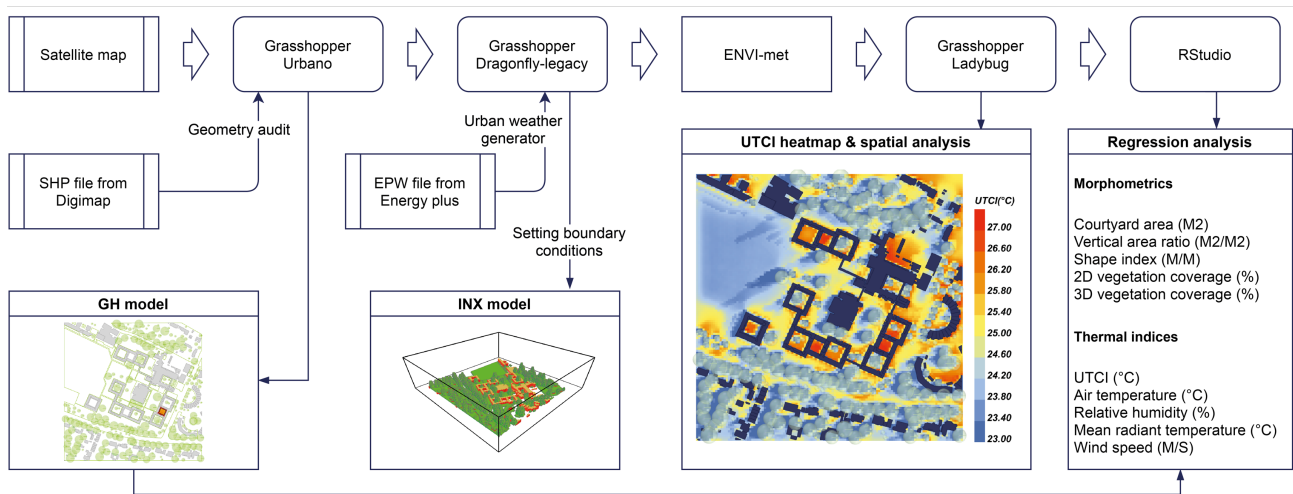 Satellite map
Grasshopper
Urbano
Grasshopper
Dragonfly-legacy
ENVI-met
Grasshopper
Ladybug
RStudio
Geometry audit
Urban weather
generator
SHP file from
Digimap
EPW file from
Energy plus
Setting boundary
conditions
GH model
INX model
UTCI heatmap & spatial analysis
UTCI(°C)
27.00
26.60
26.20
25.80
25.40
25.00
24.60
24.20
23.80
23.40
23.00
Regression analysis
Morphometrics
Courtyard area (M2)
Vertical area ratio (M2/M2)
Shape index (M/M)
2D vegetation coverage (%)
3D vegetation coverage (%)
Thermal indices
UTCI (°C)
Air temperature (°C)
Relative humidity (%)
Mean radiant temperature (°C)
Wind speed (M/S)